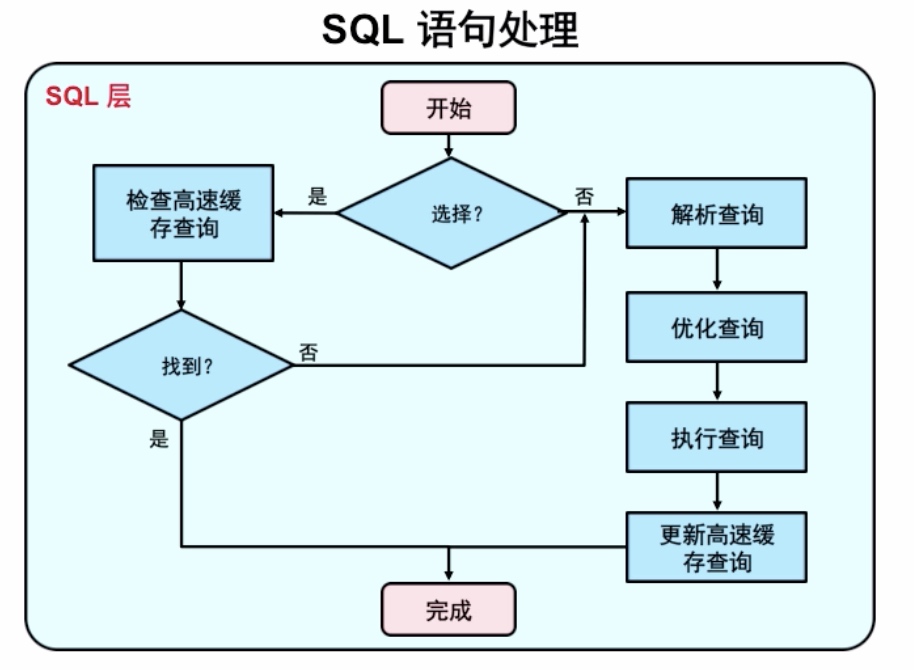 SQL 语句处理
SQL 层
开始
检查高速缓
存查询
是
选择？
否
解析查询
优化查询
找到？
否
是
执行查询
更新高速缓
存查询
完成